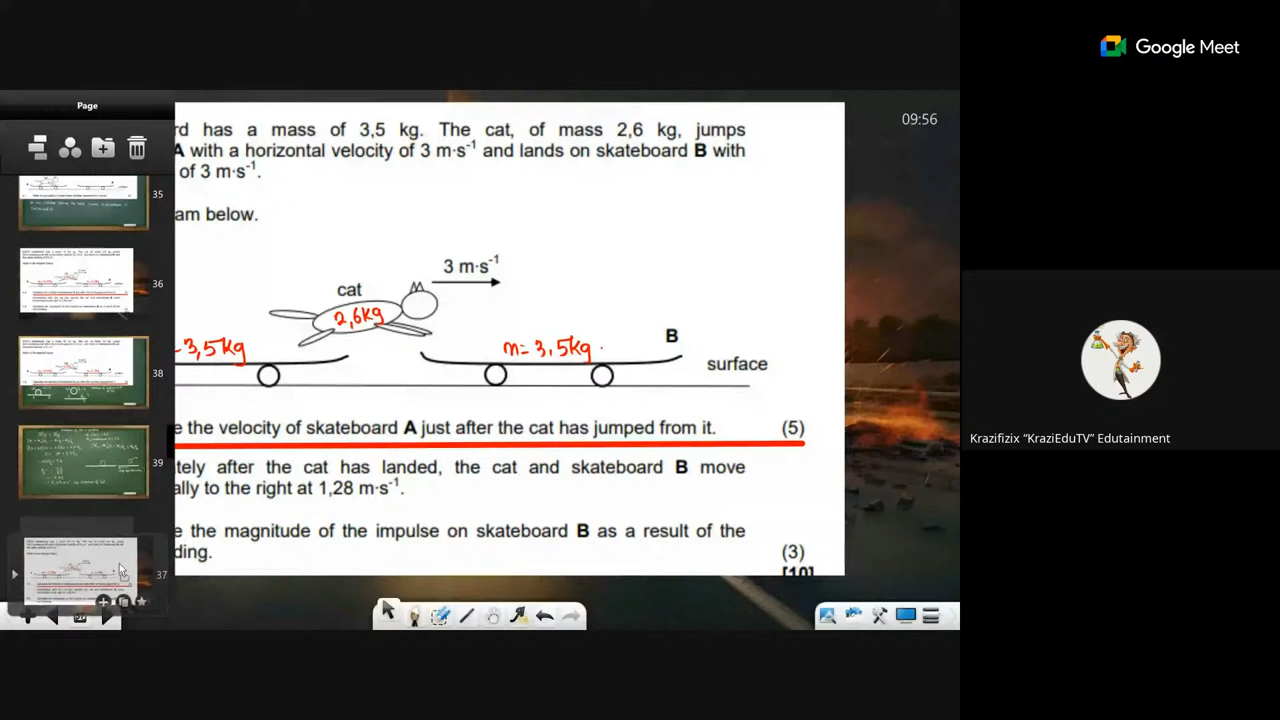 Page
Google Meet
09:56
rd has a mass of 3,5 kg. The cat, of mass 2,6 kg, jumps
A with a horizontal velocity of 3 m·s⁻¹ and lands on skateboard B with
of 3 m·s⁻¹.
am below.
3 m·s⁻¹
cat
2,6kg
3,5kg
m= 3,5kg
B
surface
e the velocity of skateboard A just after the cat has jumped from it. (5)
tely after the cat has landed, the cat and skateboard B move
ally to the right at 1,28 m·s⁻¹.
e the magnitude of the impulse on skateboard B as a result of the
ding. (3)
[10]
35
36
38
39
37
Krazifizix “KraziEduTV” Edutainment